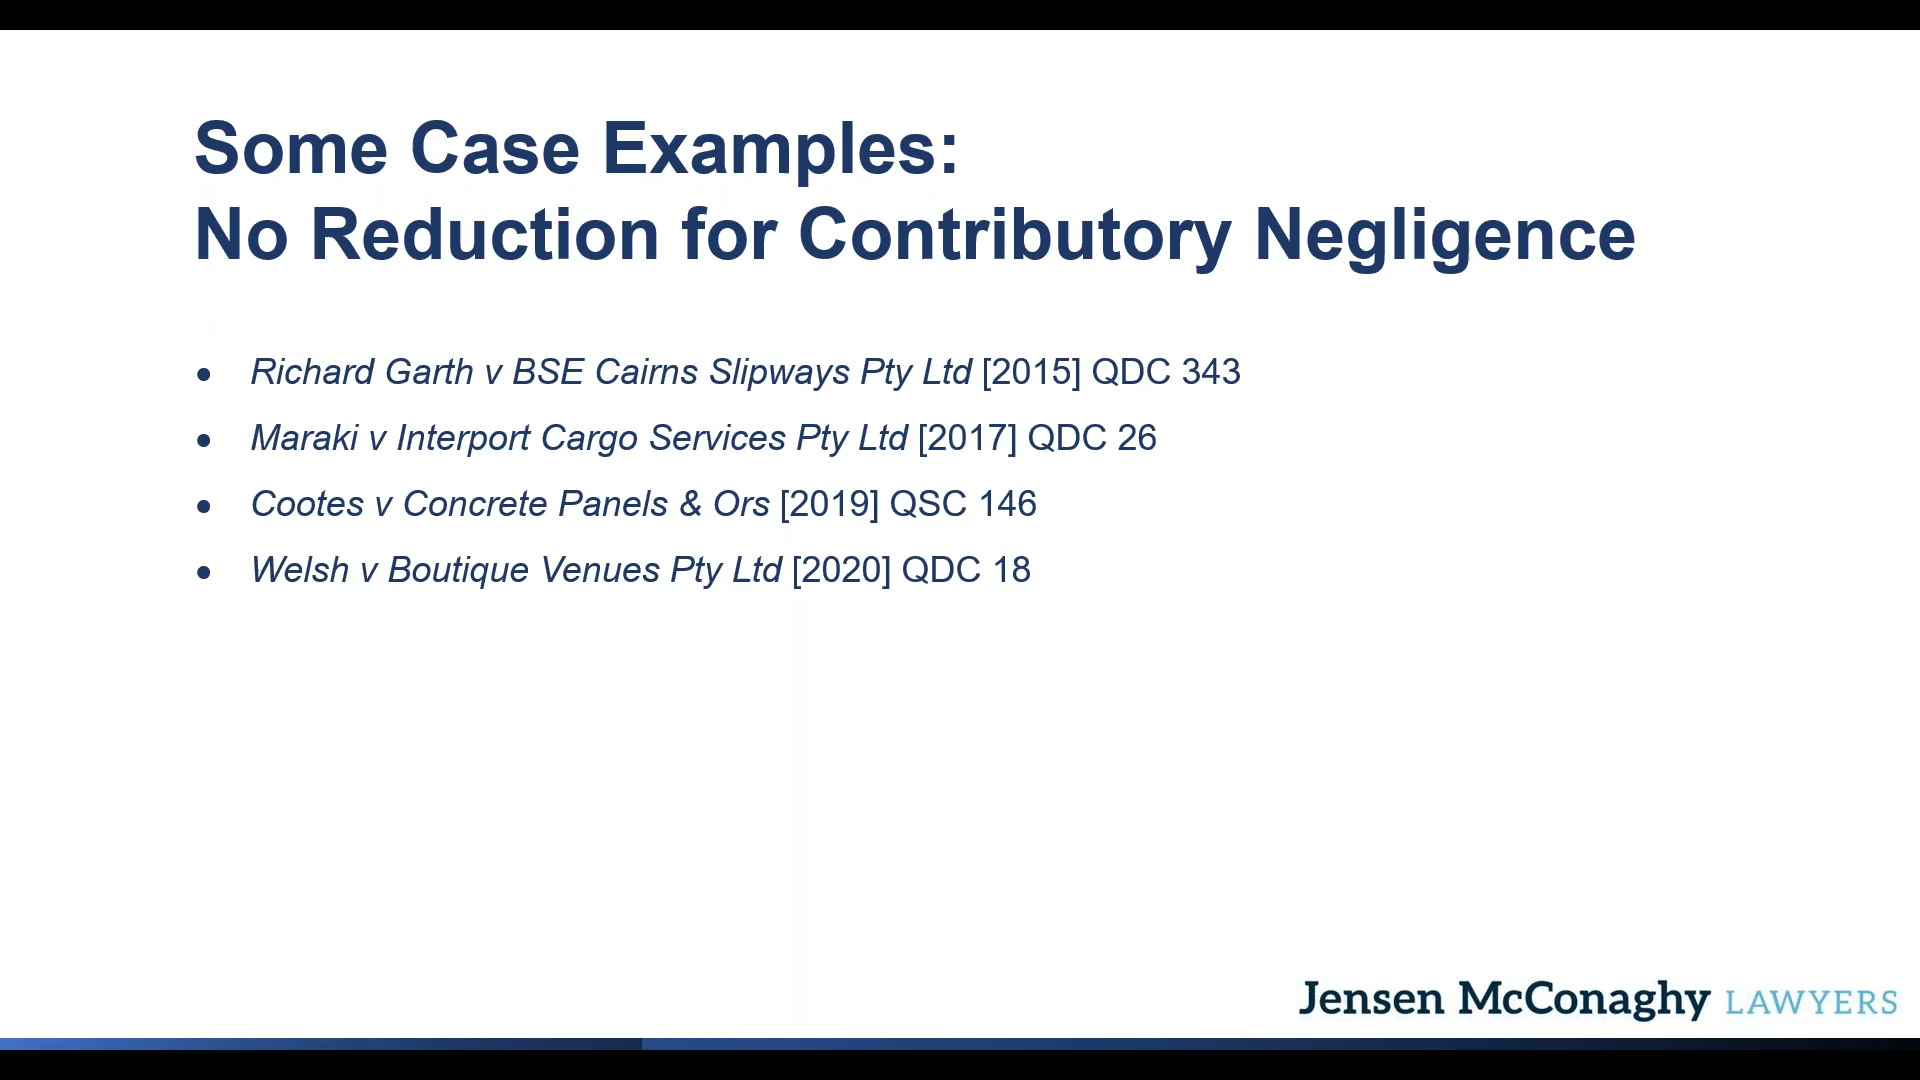 Some Case Examples:
No Reduction for Contributory Negligence
• Richard Garth v BSE Cairns Slipways Pty Ltd [2015] QDC 343
• Maraki v Interport Cargo Services Pty Ltd [2017] QDC 26
• Cootes v Concrete Panels & Ors [2019] QSC 146
• Welsh v Boutique Venues Pty Ltd [2020] QDC 18
Jensen McConaghy LAWYERS